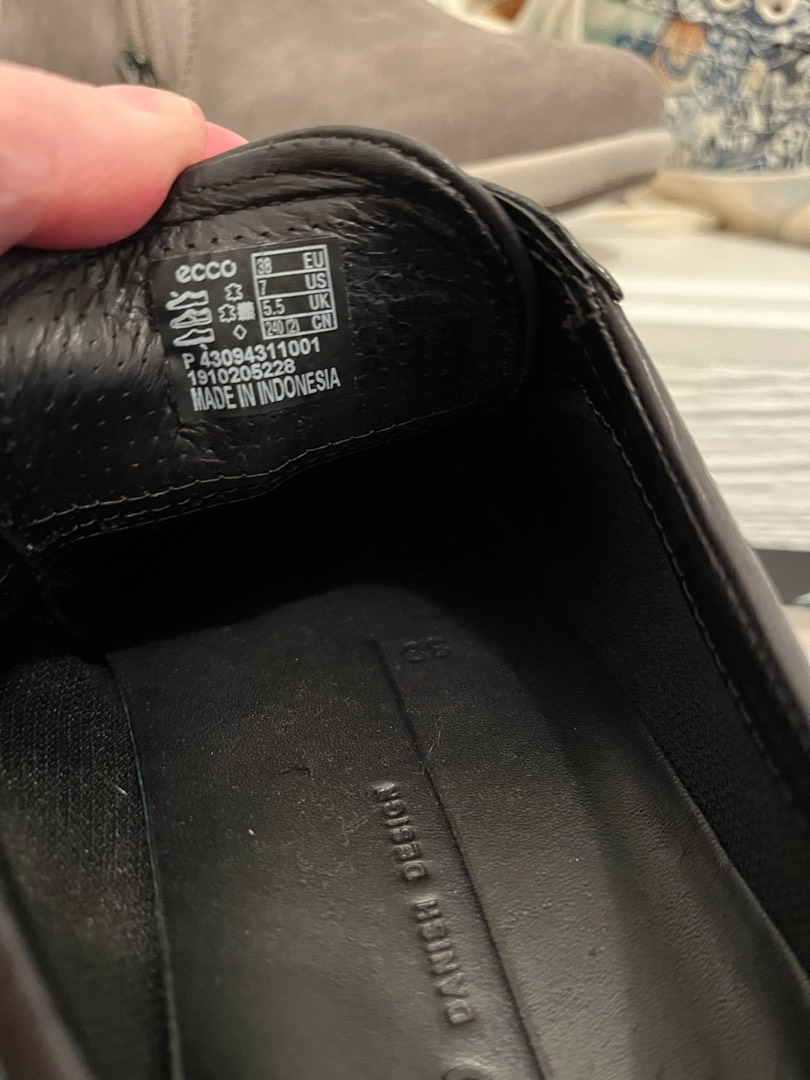 ecco
38 EU
7 US
5.5 UK
240 (2) CN
P 43094311001
1910205228
MADE IN INDONESIA
38
DANISH DESIGN